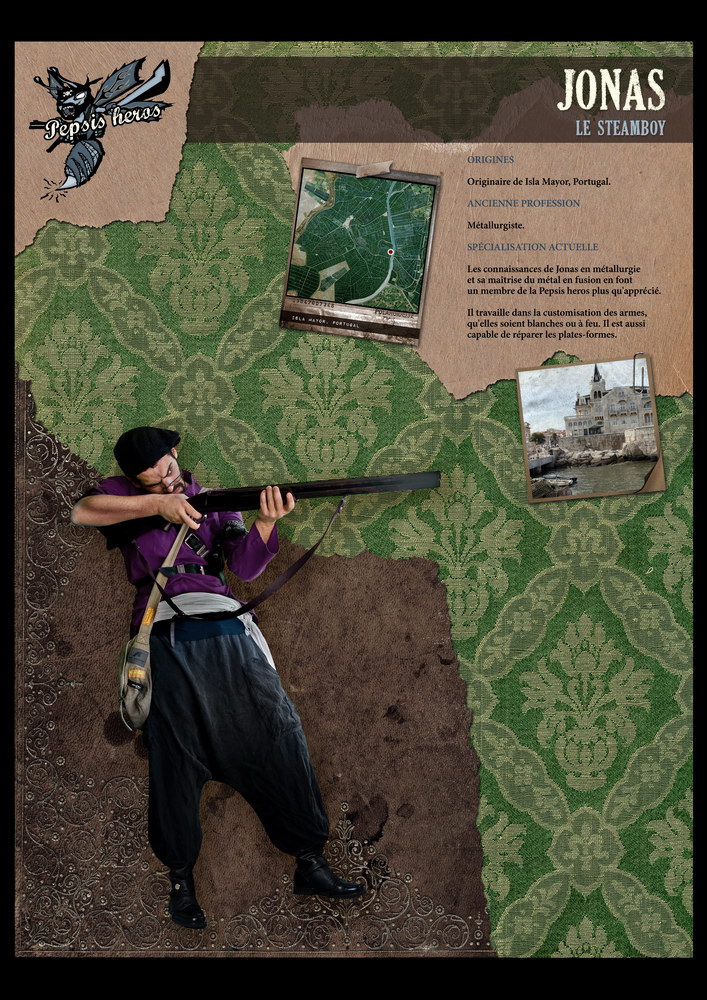 Pepsis heros
JONAS
LE STEAMBOY
ORIGINES
Originaire de Isla Mayor, Portugal.
ANCIENNE PROFESSION
Métallurgiste.
SPÉCIALISATION ACTUELLE
Les connaissances de Jonas en métallurgie
et sa maîtrise du métal en fusion en font
un membre de la Pepsis heros plus qu'apprécié.
Il travaille dans la customisation des armes,
qu'elles soient blanches ou à feu. Il est aussi
capable de réparer les plates-formes.
ISLA MAYOR, PORTUGAL